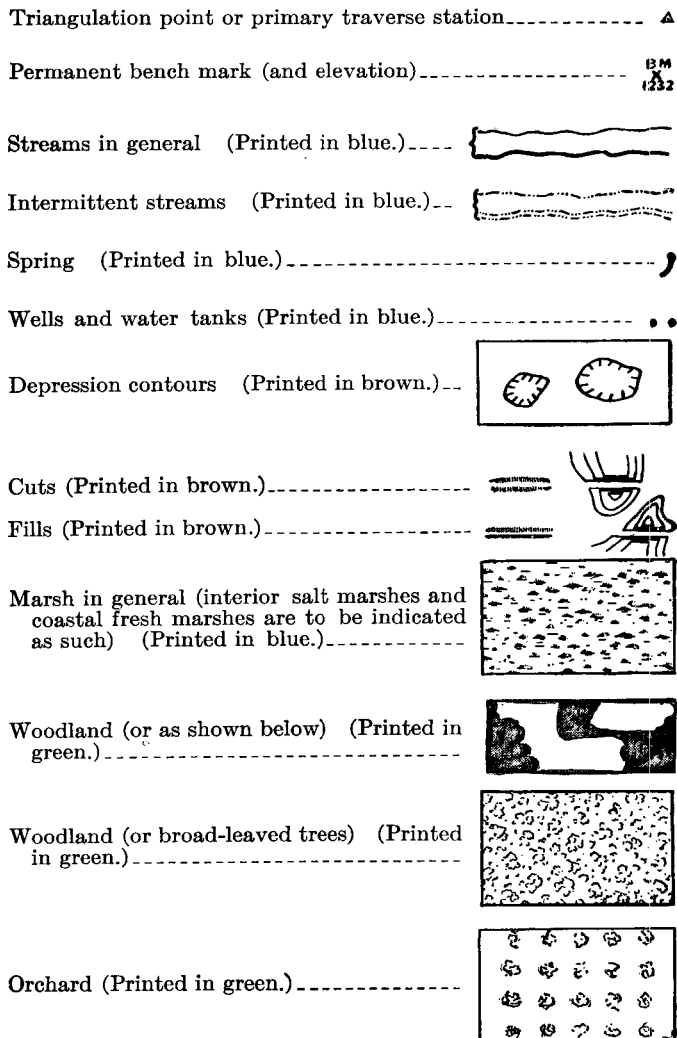 Triangulation point or primary traverse station
Permanent bench mark (and elevation)
BM
X
1232
Streams in general (Printed in blue.)
Intermittent streams (Printed in blue.)
Spring (Printed in blue.)
Wells and water tanks (Printed in blue.)
Depression contours (Printed in brown.)
Cuts (Printed in brown.)
Fills (Printed in brown.)
Marsh in general (interior salt marshes and
coastal fresh marshes are to be indicated
as such) (Printed in blue.)
Woodland (or as shown below) (Printed in
green.)
Woodland (or broad-leaved trees) (Printed
in green.)
Orchard (Printed in green.)